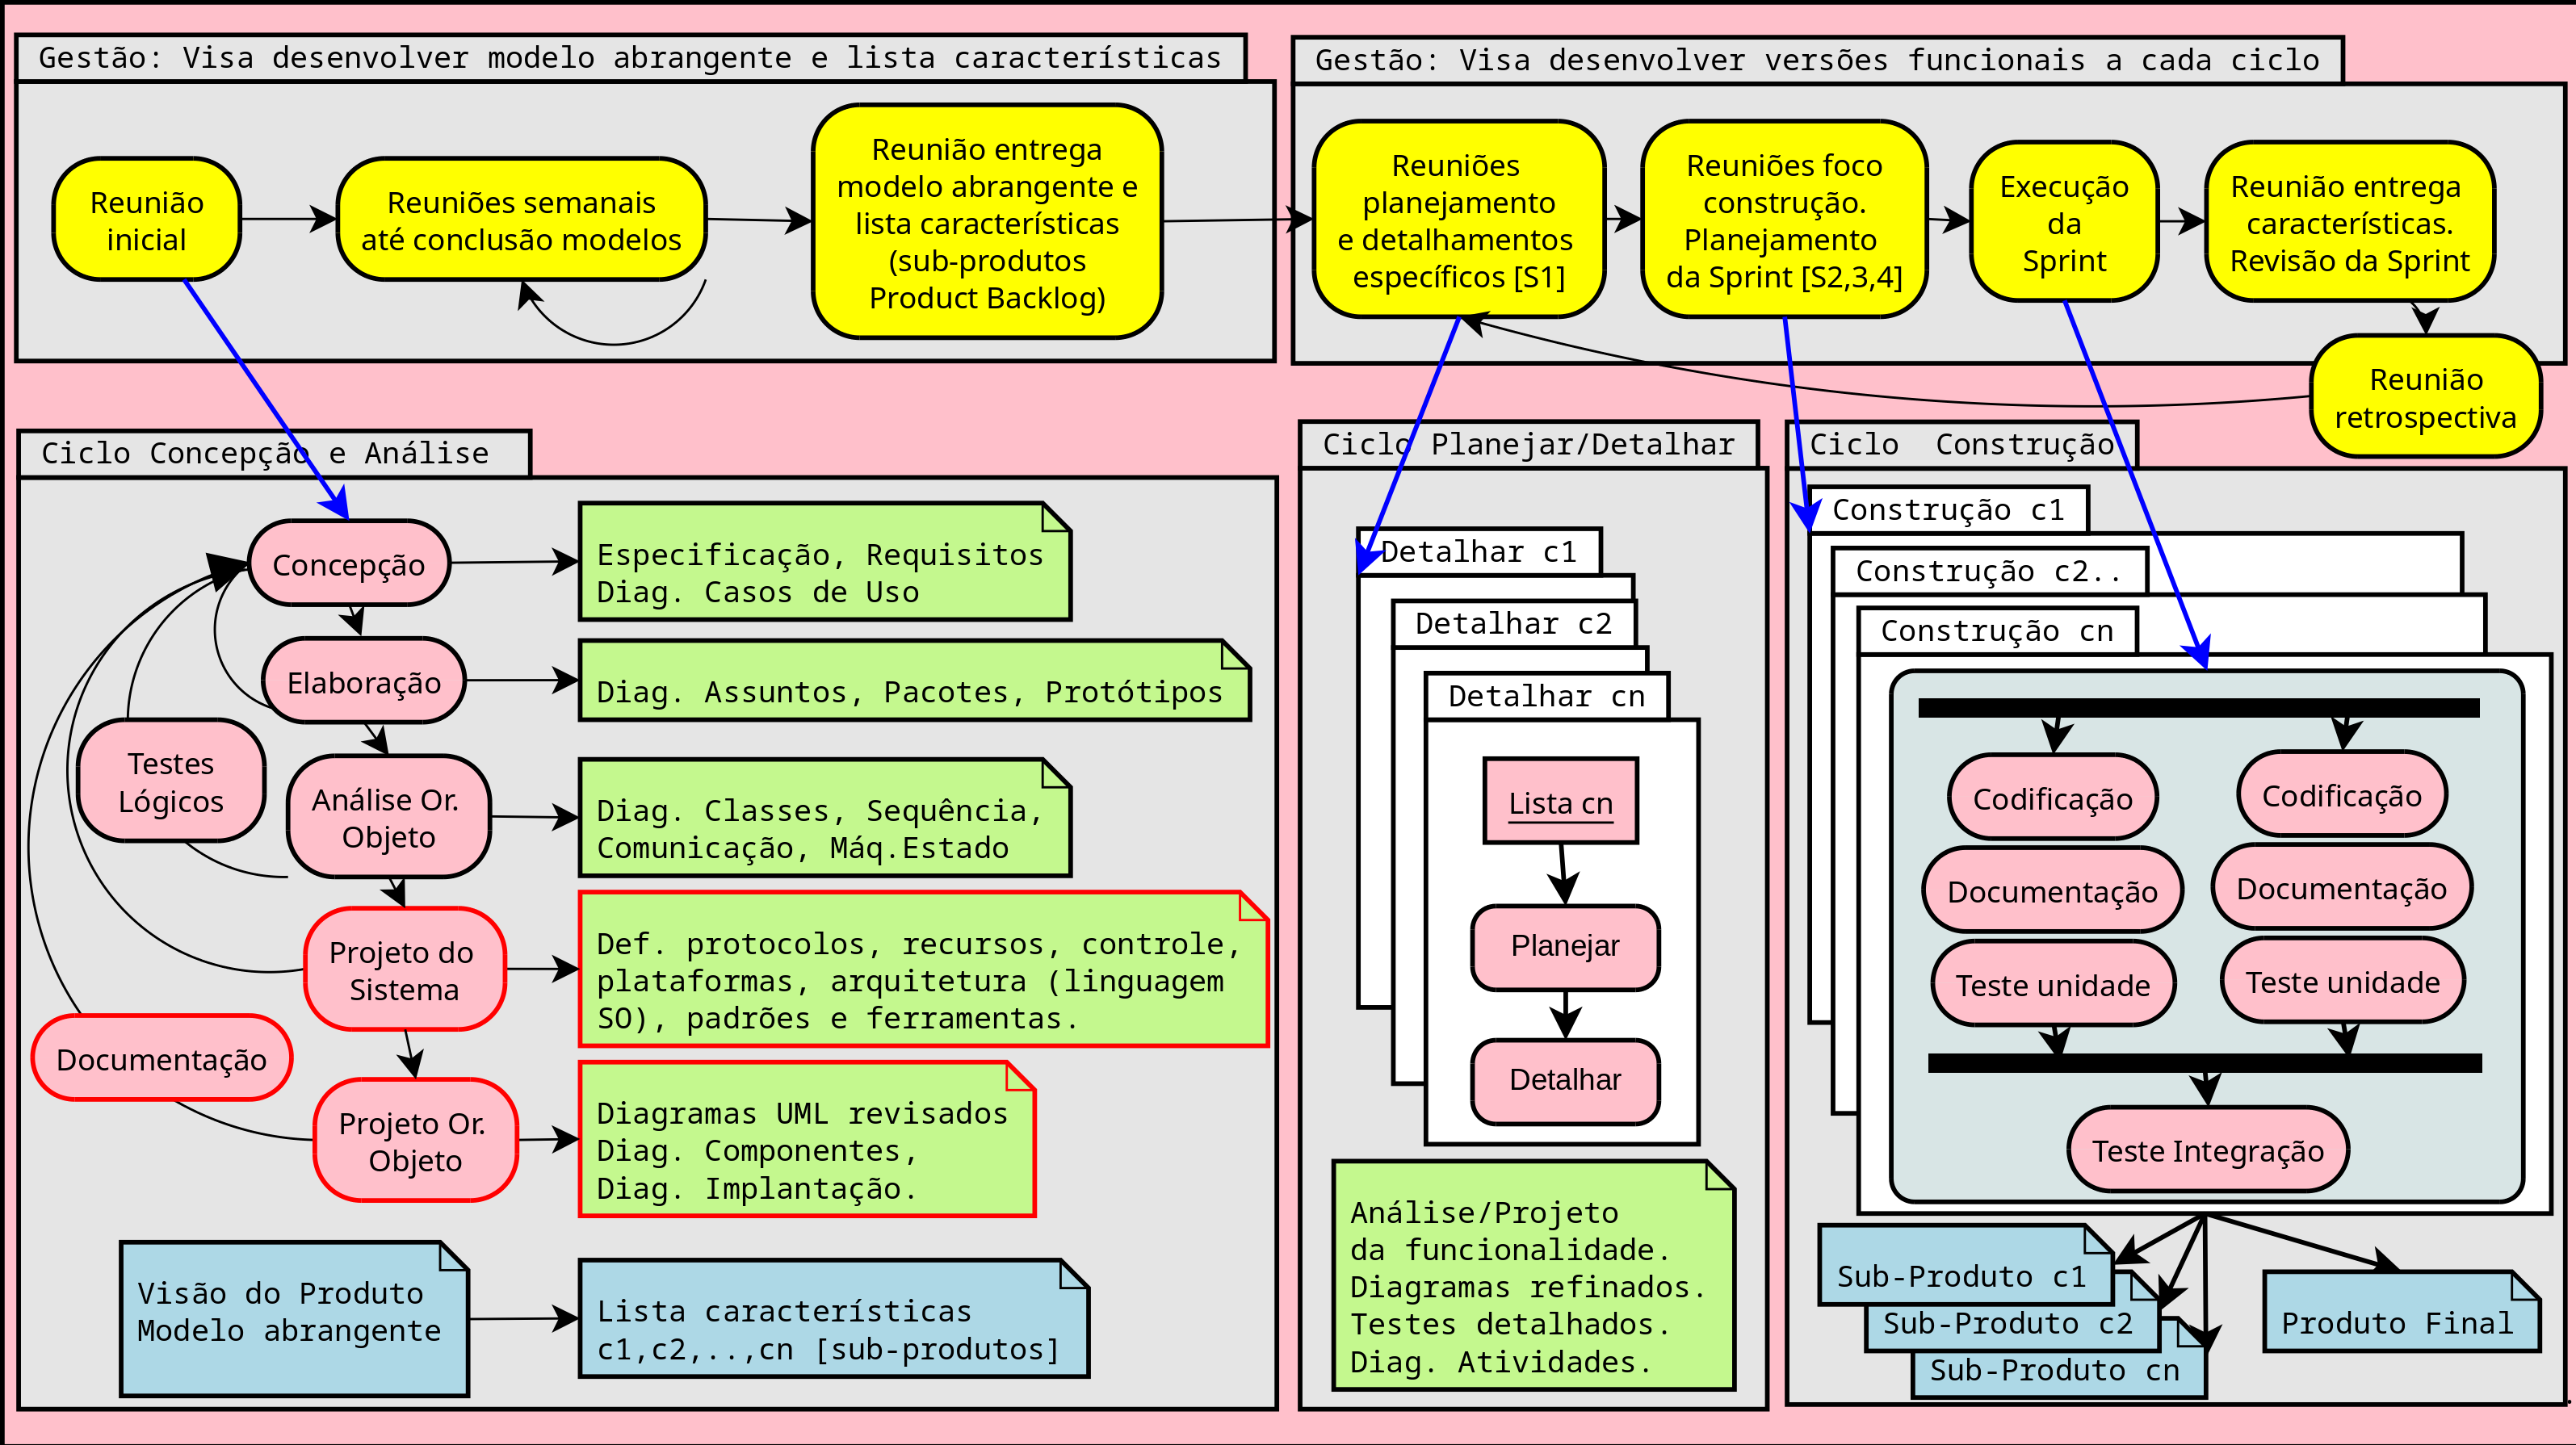 Gestão: Visa desenvolver modelo abrangente e lista características
Reunião
inicial
Reuniões semanais
até conclusão modelos
Reunião entrega
modelo abrangente e
lista características
(sub-produtos
Product Backlog)
Gestão: Visa desenvolver versões funcionais a cada ciclo
Reuniões
planejamento
e detalhamentos
específicos [S1]
Reuniões foco
construção.
Planejamento
da Sprint [S2,3,4]
Execução
da
Sprint
Reunião entrega
características.
Revisão da Sprint
Reunião
retrospectiva
Ciclo Concepção e Análise
Concepção
Especificação, Requisitos
Diag. Casos de Uso
Elaboração
Diag. Assuntos, Pacotes, Protótipos
Testes
Lógicos
Análise Or.
Objeto
Diag. Classes, Sequência,
Comunicação, Máq.Estado
Projeto do
Sistema
Def. protocolos, recursos, controle,
plataformas, arquitetura (linguagem
SO), padrões e ferramentas.
Documentação
Projeto Or.
Objeto
Diagramas UML revisados
Diag. Componentes,
Diag. Implantação.
Visão do Produto
Modelo abrangente
Lista características
c1,c2,..,cn [sub-produtos]
Ciclo Planejar/Detalhar
Detalhar c1
Detalhar c2
Detalhar cn
Lista cn
Planejar
Detalhar
Análise/Projeto
da funcionalidade.
Diagramas refinados.
Testes detalhados.
Diag. Atividades.
Ciclo  Construção
Construção c1
Construção c2..
Construção cn
Codificação
Documentação
Teste unidade
Codificação
Documentação
Teste unidade
Teste Integração
Sub-Produto c1
Sub-Produto c2
Sub-Produto cn
Produto Final
.